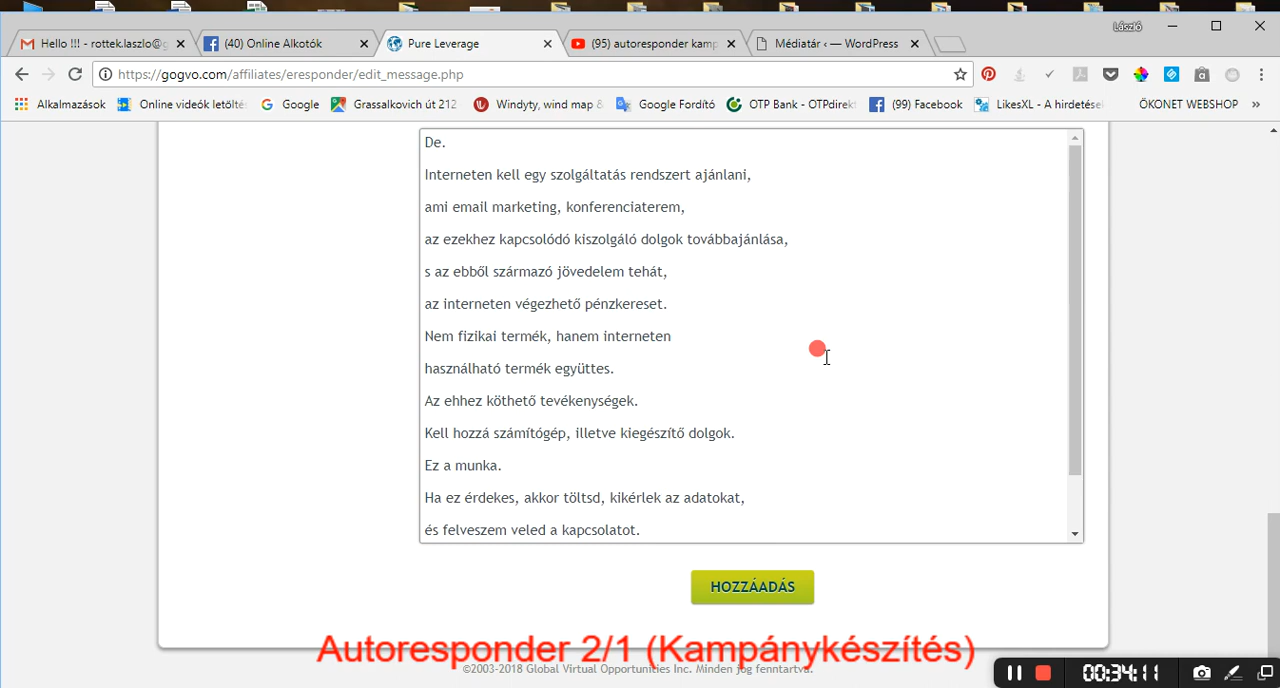 László
Hello !!! - rottek.laszlo@g
(40) Online Alkotók
Pure Leverage
(95) autoresponder kamp
Médiatár ‹ — WordPress
https://gogvo.com/affiliates/eresponder/edit_message.php
Alkalmazások
Online videók letölté
Google
Grassalkovich út 212
Windyty, wind map &
Google Fordító
OTP Bank - OTPdirekt
(99) Facebook
LikesXL - A hirdetése
ÖKONET WEBSHOP
»
De.
Interneten kell egy szolgáltatás rendszert ajánlani,
ami email marketing, konferenciaterem,
az ezekhez kapcsolódó kiszolgáló dolgok továbbajánlása,
s az ebből származó jövedelem tehát,
az interneten végezhető pénzkereset.
Nem fizikai termék, hanem interneten
használható termék együttes.
Az ehhez köthető tevékenységek.
Kell hozzá számítógép, illetve kiegészítő dolgok.
Ez a munka.
Ha ez érdekes, akkor töltsd, kikérlek az adatokat,
és felveszem veled a kapcsolatot.
HOZZÁADÁS
Autoresponder 2/1 (Kampánykészítés)
©2003-2018 Global Virtual Opportunities Inc. Minden jog fenntartva.
00:34:11